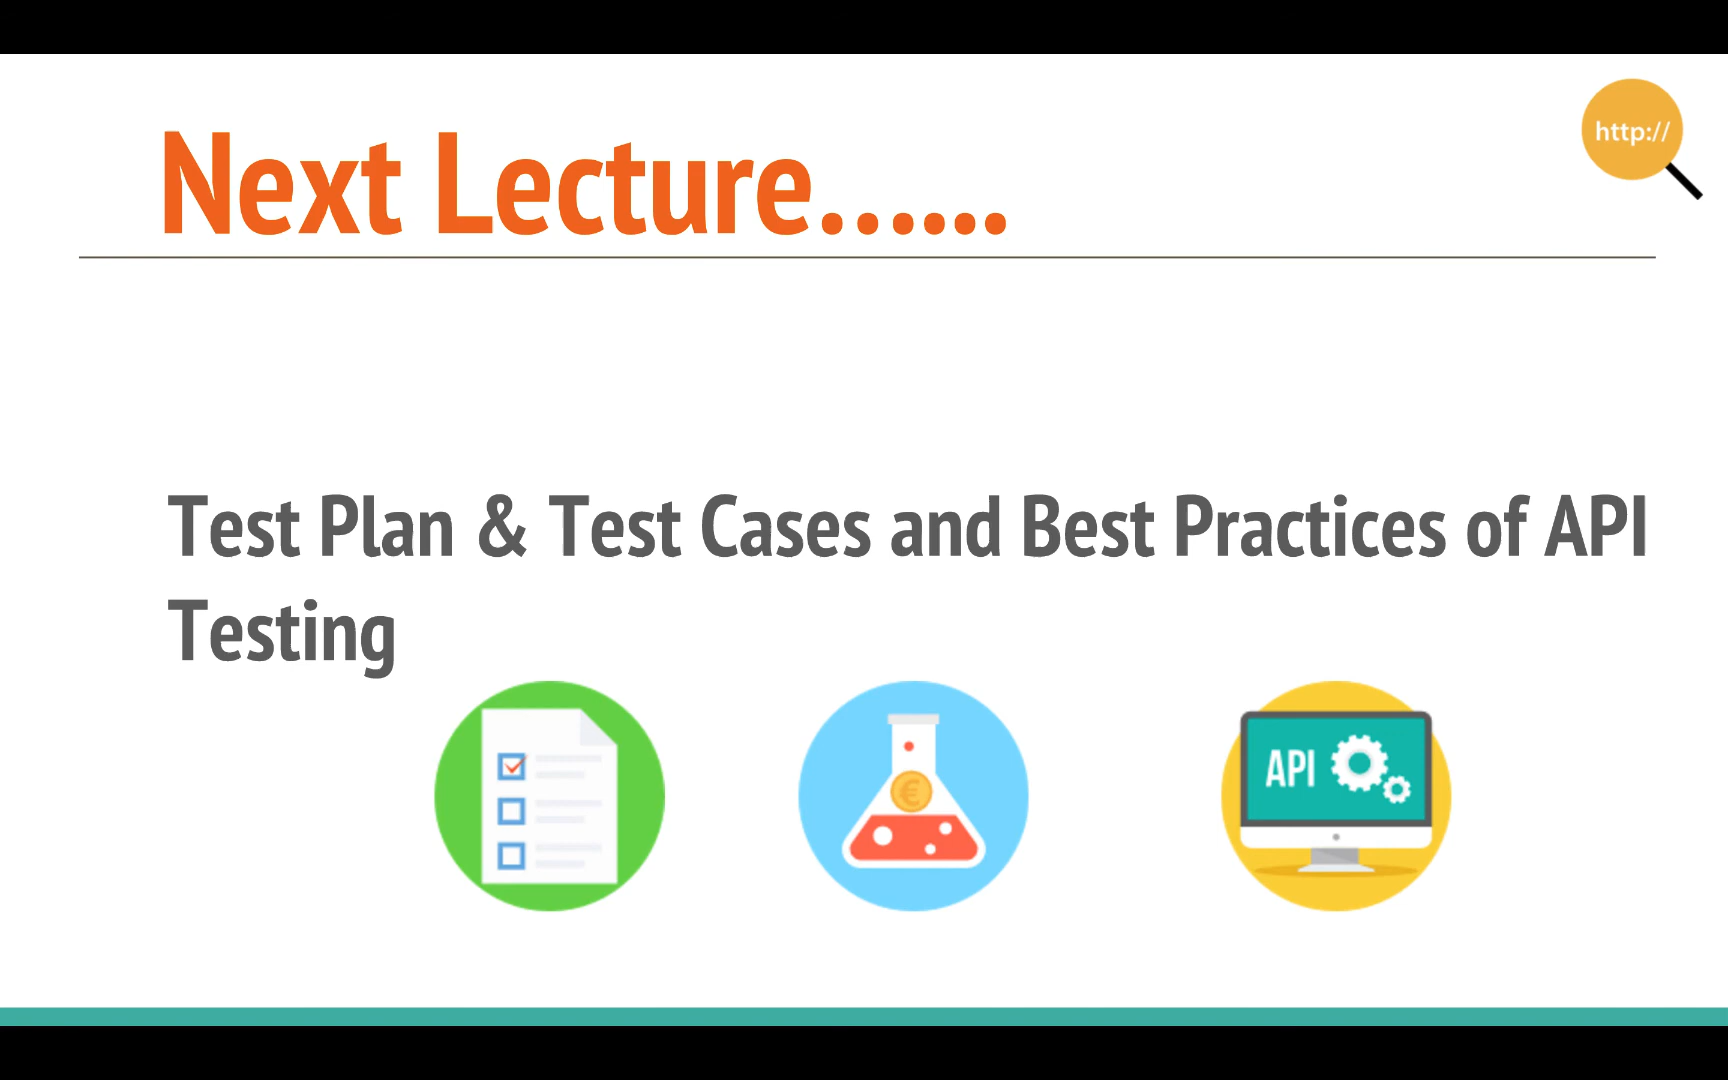 http://
Next Lecture......
Test Plan & Test Cases and Best Practices of API
Testing
€
API